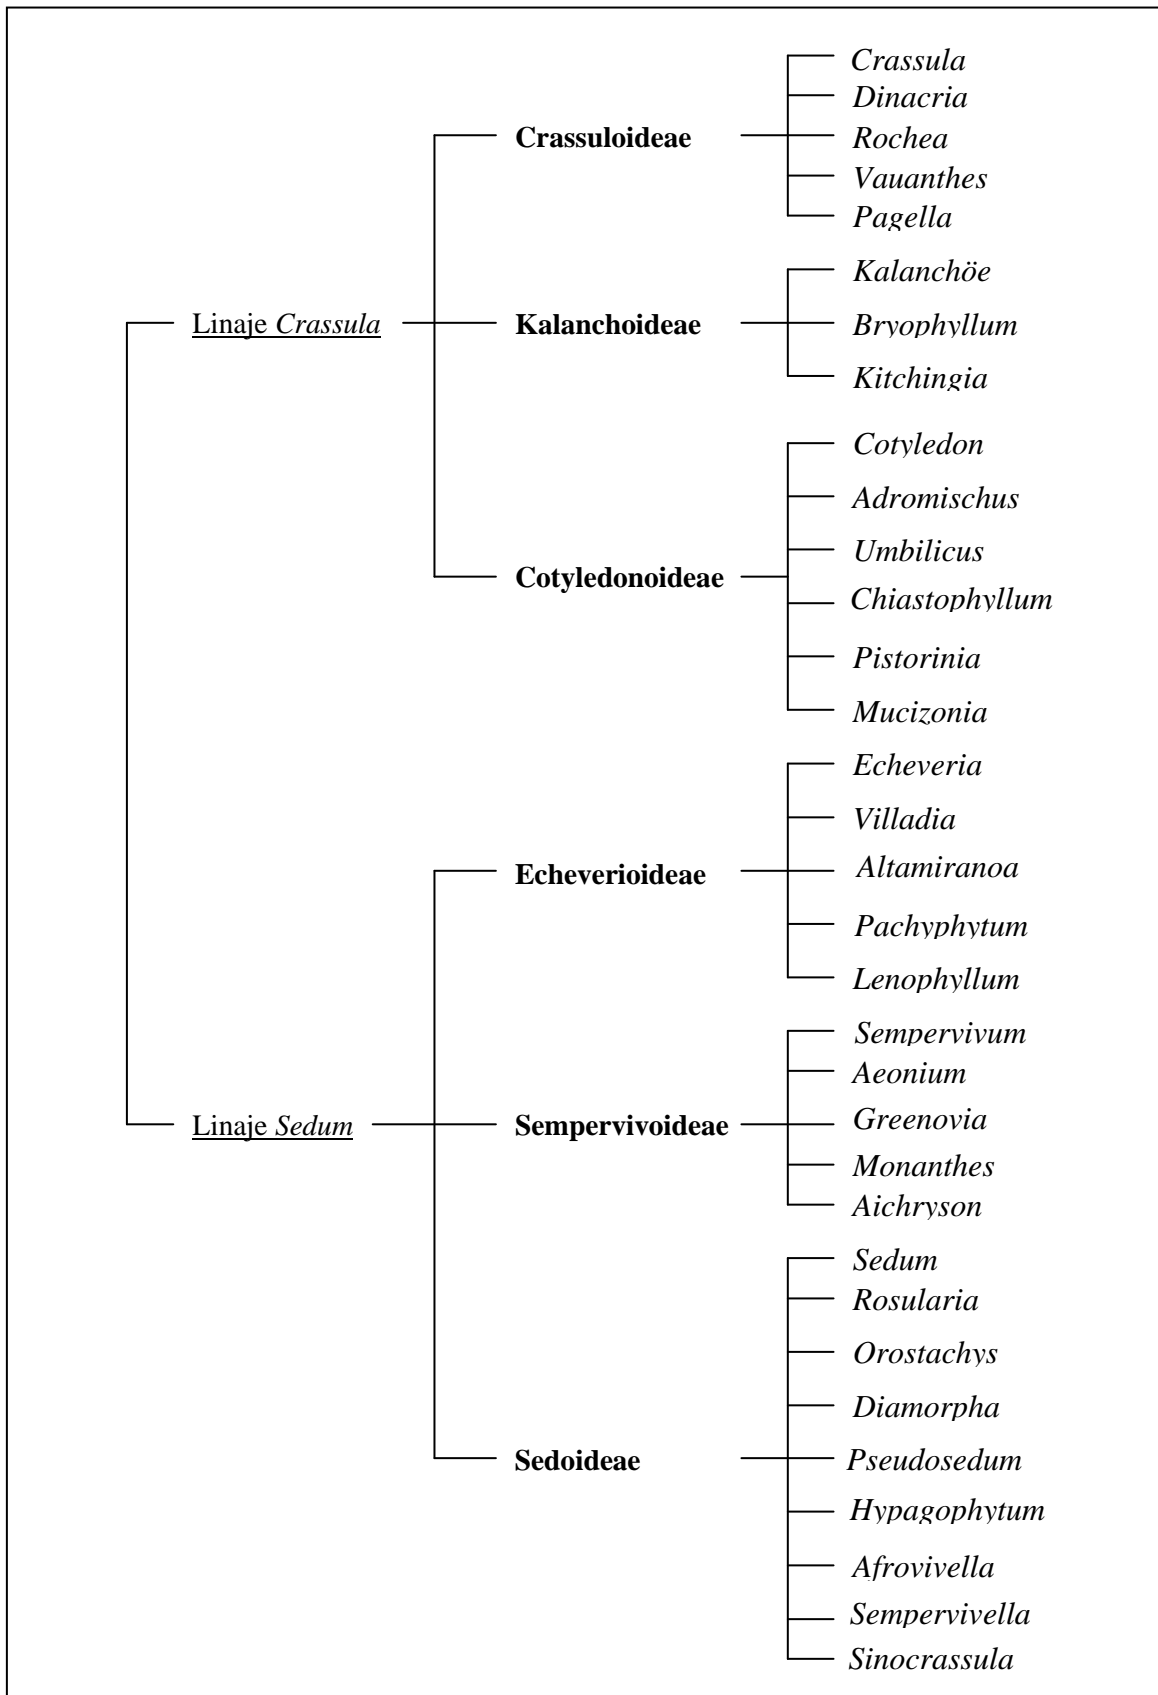 Crassula
Dinacria
Crassuloideae
Rochea
Vauanthes
Pagella
Kalanchöe
Linaje Crassula
Kalanchoideae
Bryophyllum
Kitchingia
Cotyledon
Adromischus
Umbilicus
Cotyledonoideae
Chiastophyllum
Pistorinia
Mucizonia
Echeveria
Villadia
Echeverioideae
Altamiranoa
Pachyphytum
Lenophyllum
Sempervivum
Aeonium
Linaje Sedum
Sempervivoideae
Greenovia
Monanthes
Aichryson
Sedum
Rosularia
Orostachys
Diamorpha
Sedoideae
Pseudosedum
Hypagophytum
Afrovivella
Sempervivella
Sinocrassula